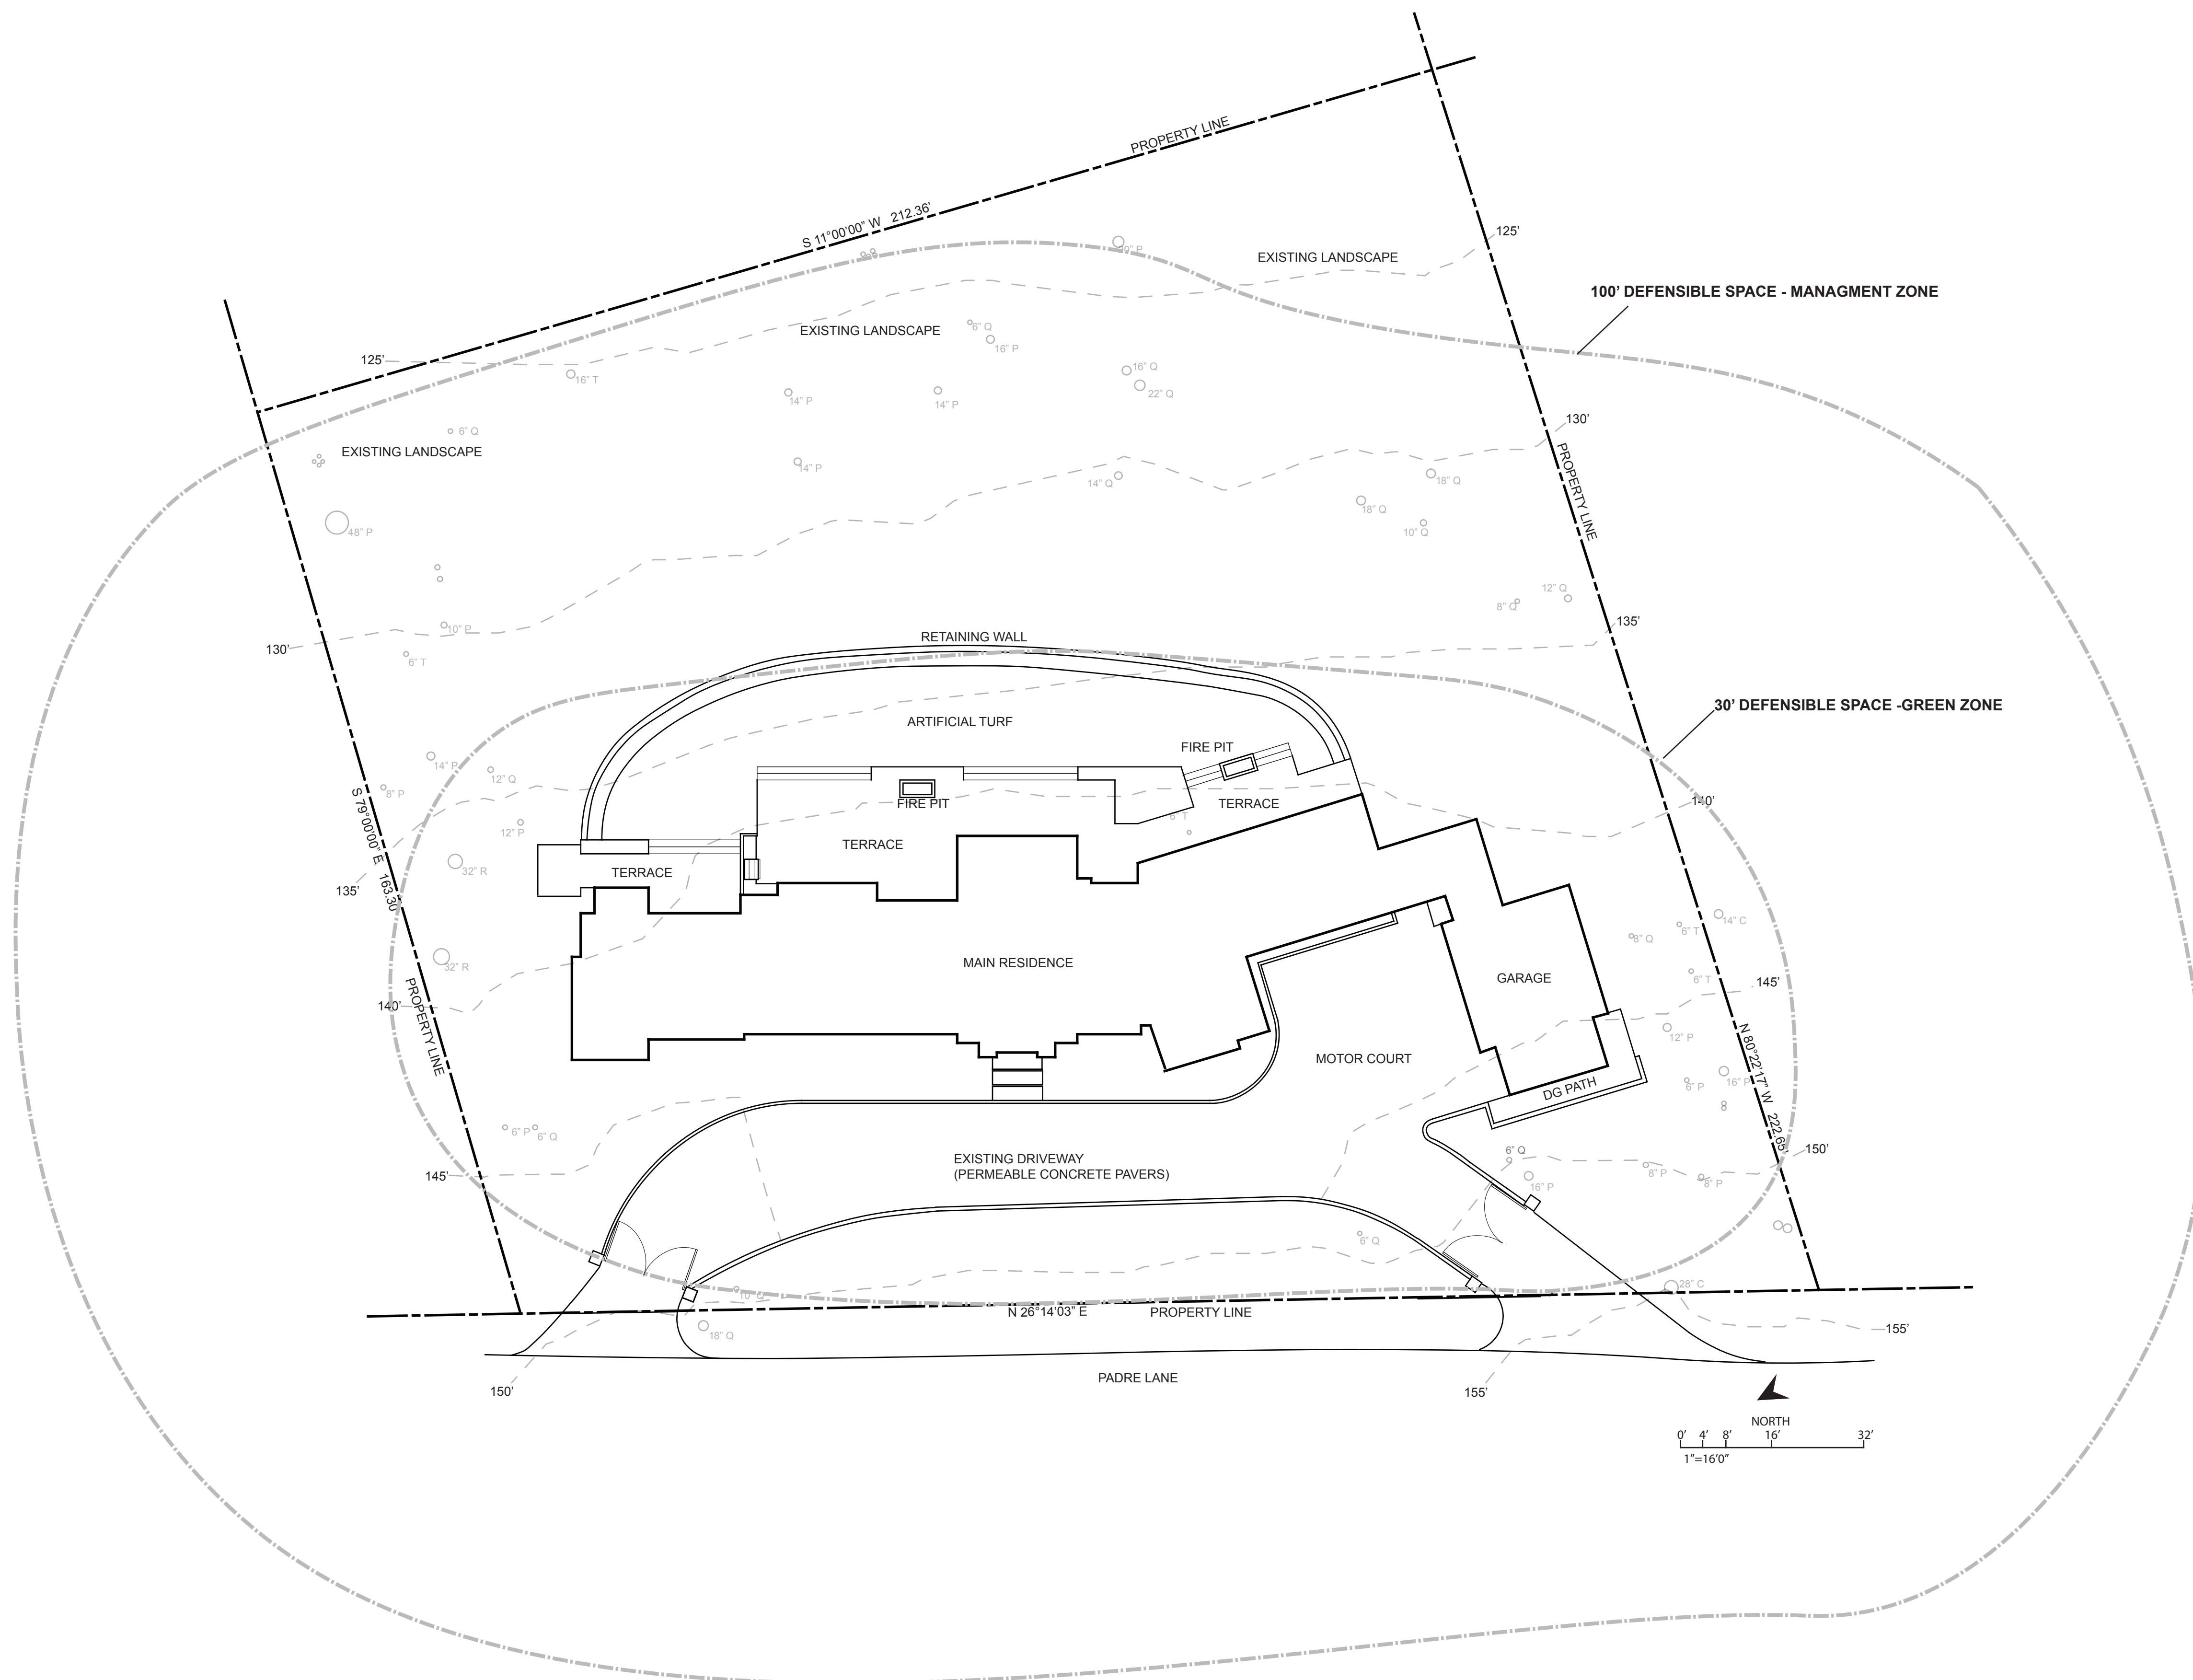 PROPERTY LINE
S 11°00'00" W 212.36'
125'
EXISTING LANDSCAPE
100' DEFENSIBLE SPACE - MANAGMENT ZONE
EXISTING LANDSCAPE
6" Q
16" P
125'
16" T
16" Q
22" Q
14" P
14" P
130'
6" Q
EXISTING LANDSCAPE
14" P
14" Q
18" Q
PROPERTY LINE
18" Q
10" Q
48" P
12" Q
8" Q
135'
10" P
RETAINING WALL
130'
6" T
30' DEFENSIBLE SPACE -GREEN ZONE
ARTIFICIAL TURF
FIRE PIT
14" P
12" Q
8" P
S 79°00'00" E 163.30'
FIRE PIT
TERRACE
140'
12" P
TERRACE
TERRACE
32" R
135'
14" C
6" T
8" Q
MAIN RESIDENCE
32" R
GARAGE
6" T
145'
140'
PROPERTY LINE
12" P
N 80°22'17" W 222.65'
MOTOR COURT
DG PATH
6" P
16" P
6" P
6" Q
6" Q
150'
EXISTING DRIVEWAY
(PERMEABLE CONCRETE PAVERS)
145'
8" P
8" P
16" P
6" Q
28" C
10" Q
N 26°14'03" E
PROPERTY LINE
18" Q
155'
PADRE LANE
150'
155'
NORTH
0' 4' 8' 16' 32'
1"=16'0"